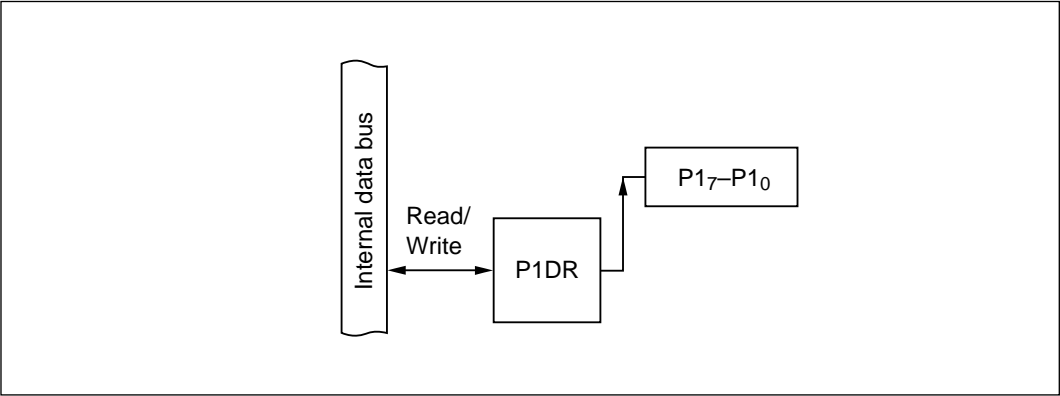 Internal data bus
Read/
Write
P1DR
P1₇–P1₀